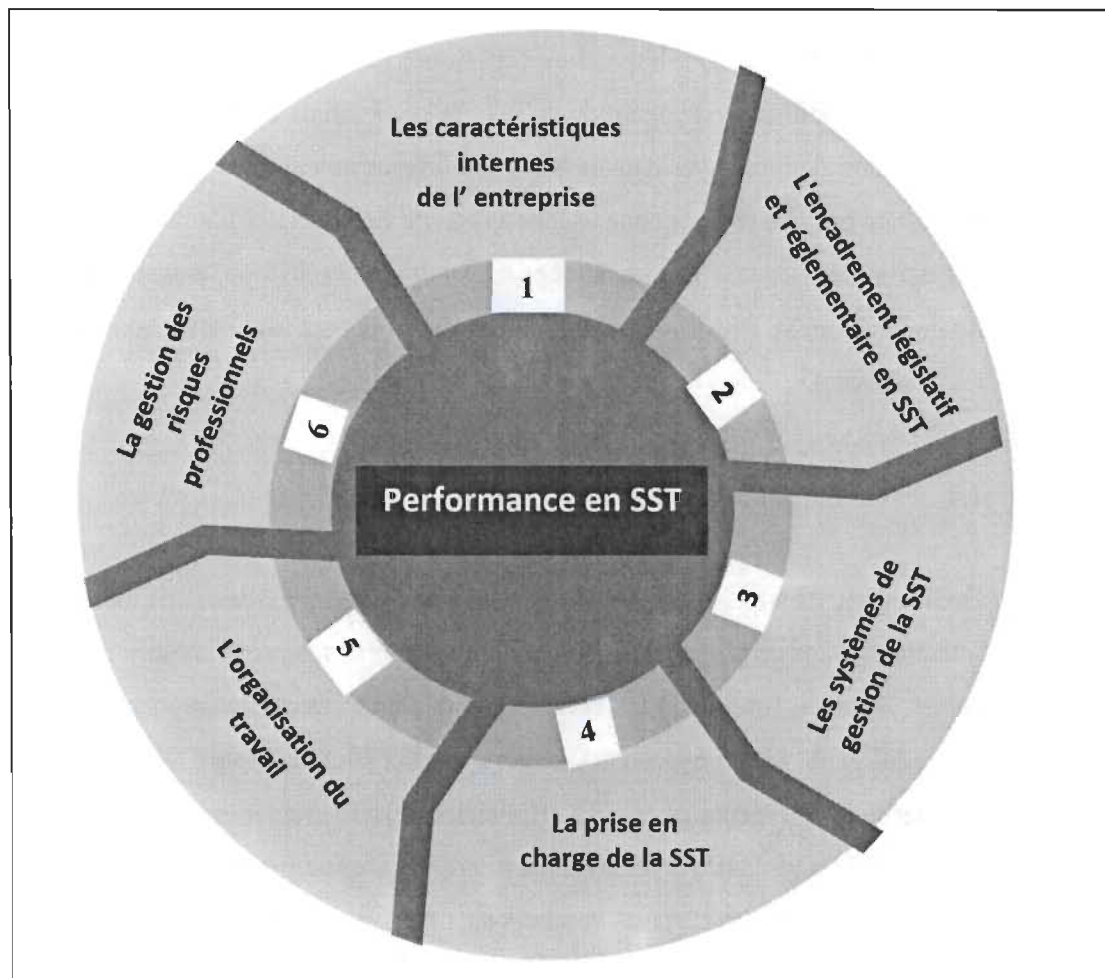 Les caractéristiques
internes
de l' entreprise
1
L'encadrement législatif
et réglementaire en SST
2
Les systèmes de
gestion de la SST
3
La prise en
charge de la SST
4
L'organisation du
travail
5
La gestion des
risques
professionnels
6
Performance en SST